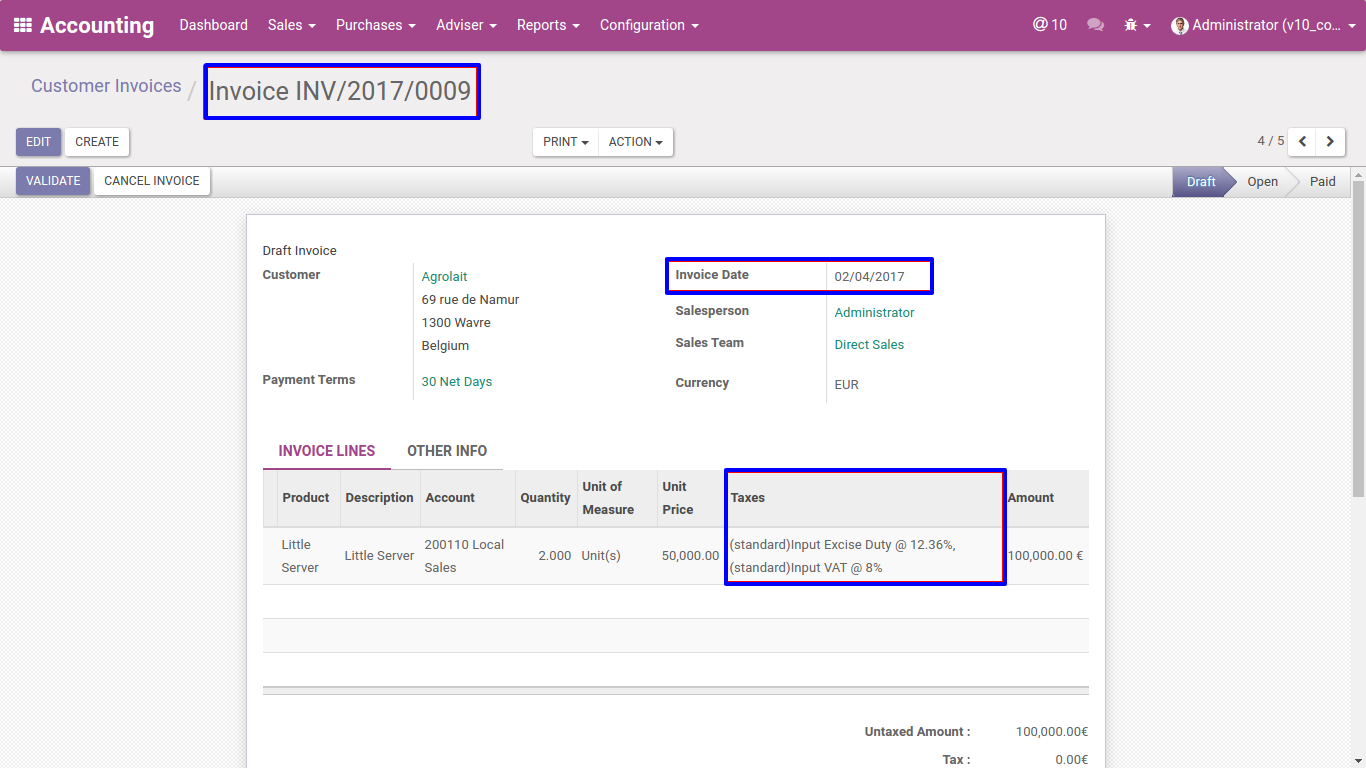 Accounting Dashboard Sales Purchases Adviser Reports Configuration @ 10 Administrator (v10_co...
Customer Invoices / Invoice INV/2017/0009
EDIT CREATE PRINT ACTION 4 / 5
VALIDATE CANCEL INVOICE Draft Open Paid
Draft Invoice
Customer Agrolait
69 rue de Namur
1300 Wavre
Belgium
Payment Terms 30 Net Days
Invoice Date 02/04/2017
Salesperson Administrator
Sales Team Direct Sales
Currency EUR
INVOICE LINES OTHER INFO
Product Description Account Quantity Unit of Measure Unit Price Taxes Amount
Little Server Little Server 200110 Local Sales 2.000 Unit(s) 50,000.00 (standard)Input Excise Duty @ 12.36%, (standard)Input VAT @ 8% 100,000.00 €
Untaxed Amount : 100,000.00€
Tax : 0.00€